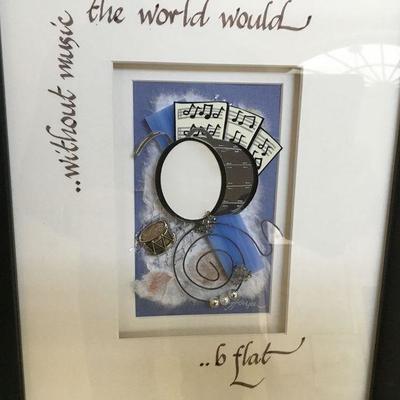 ..without music
the world would
..b flat